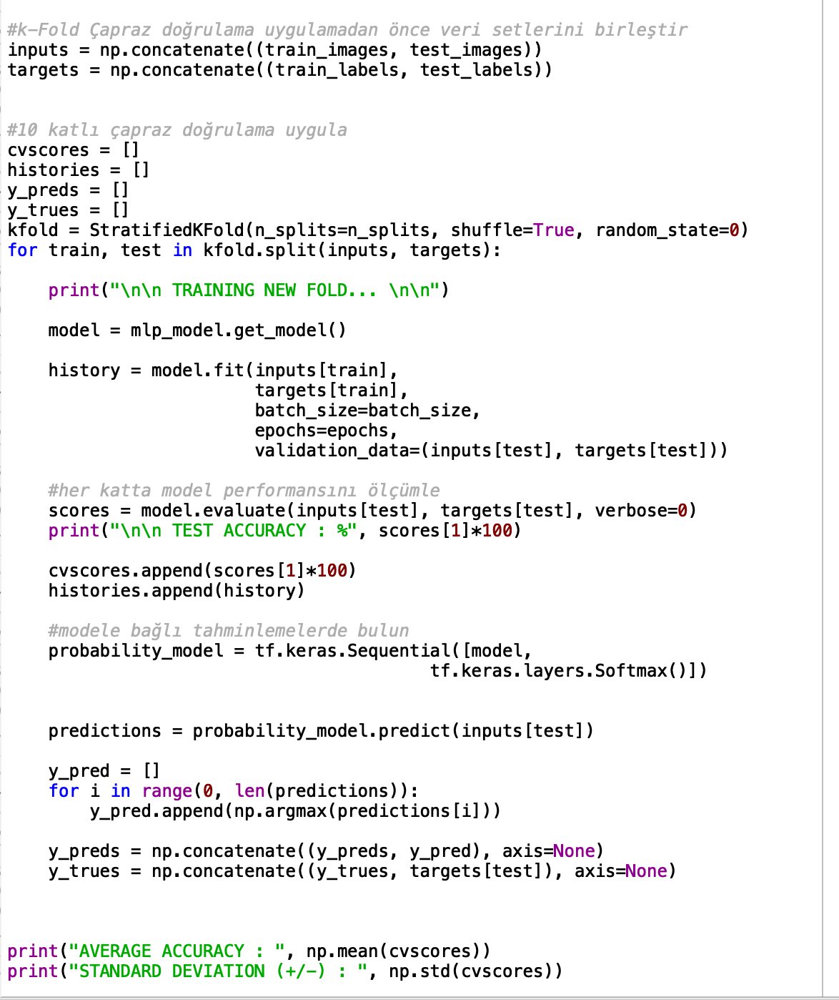 #k-Fold Çapraz doğrulama uygulamadan önce veri setlerini birleştir
inputs = np.concatenate((train_images, test_images))
targets = np.concatenate((train_labels, test_labels))
#10 katlı çapraz doğrulama uygula
cvscores = []
histories = []
y_preds = []
y_trues = []
kfold = StratifiedKFold(n_splits=n_splits, shuffle=True, random_state=0)
for train, test in kfold.split(inputs, targets):
print("\n\n TRAINING NEW FOLD... \n\n")
model = mlp_model.get_model()
history = model.fit(inputs[train],
targets[train],
batch_size=batch_size,
epochs=epochs,
validation_data=(inputs[test], targets[test]))
#her katta model performansını ölçümle
scores = model.evaluate(inputs[test], targets[test], verbose=0)
print("\n\n TEST ACCURACY : %", scores[1]*100)
cvscores.append(scores[1]*100)
histories.append(history)
#modele bağlı tahminlemelerde bulun
probability_model = tf.keras.Sequential([model,
tf.keras.layers.Softmax()])
predictions = probability_model.predict(inputs[test])
y_pred = []
for i in range(0, len(predictions)):
y_pred.append(np.argmax(predictions[i]))
y_preds = np.concatenate((y_preds, y_pred), axis=None)
y_trues = np.concatenate((y_trues, targets[test]), axis=None)
print("AVERAGE ACCURACY : ", np.mean(cvscores))
print("STANDARD DEVIATION (+/-) : ", np.std(cvscores))